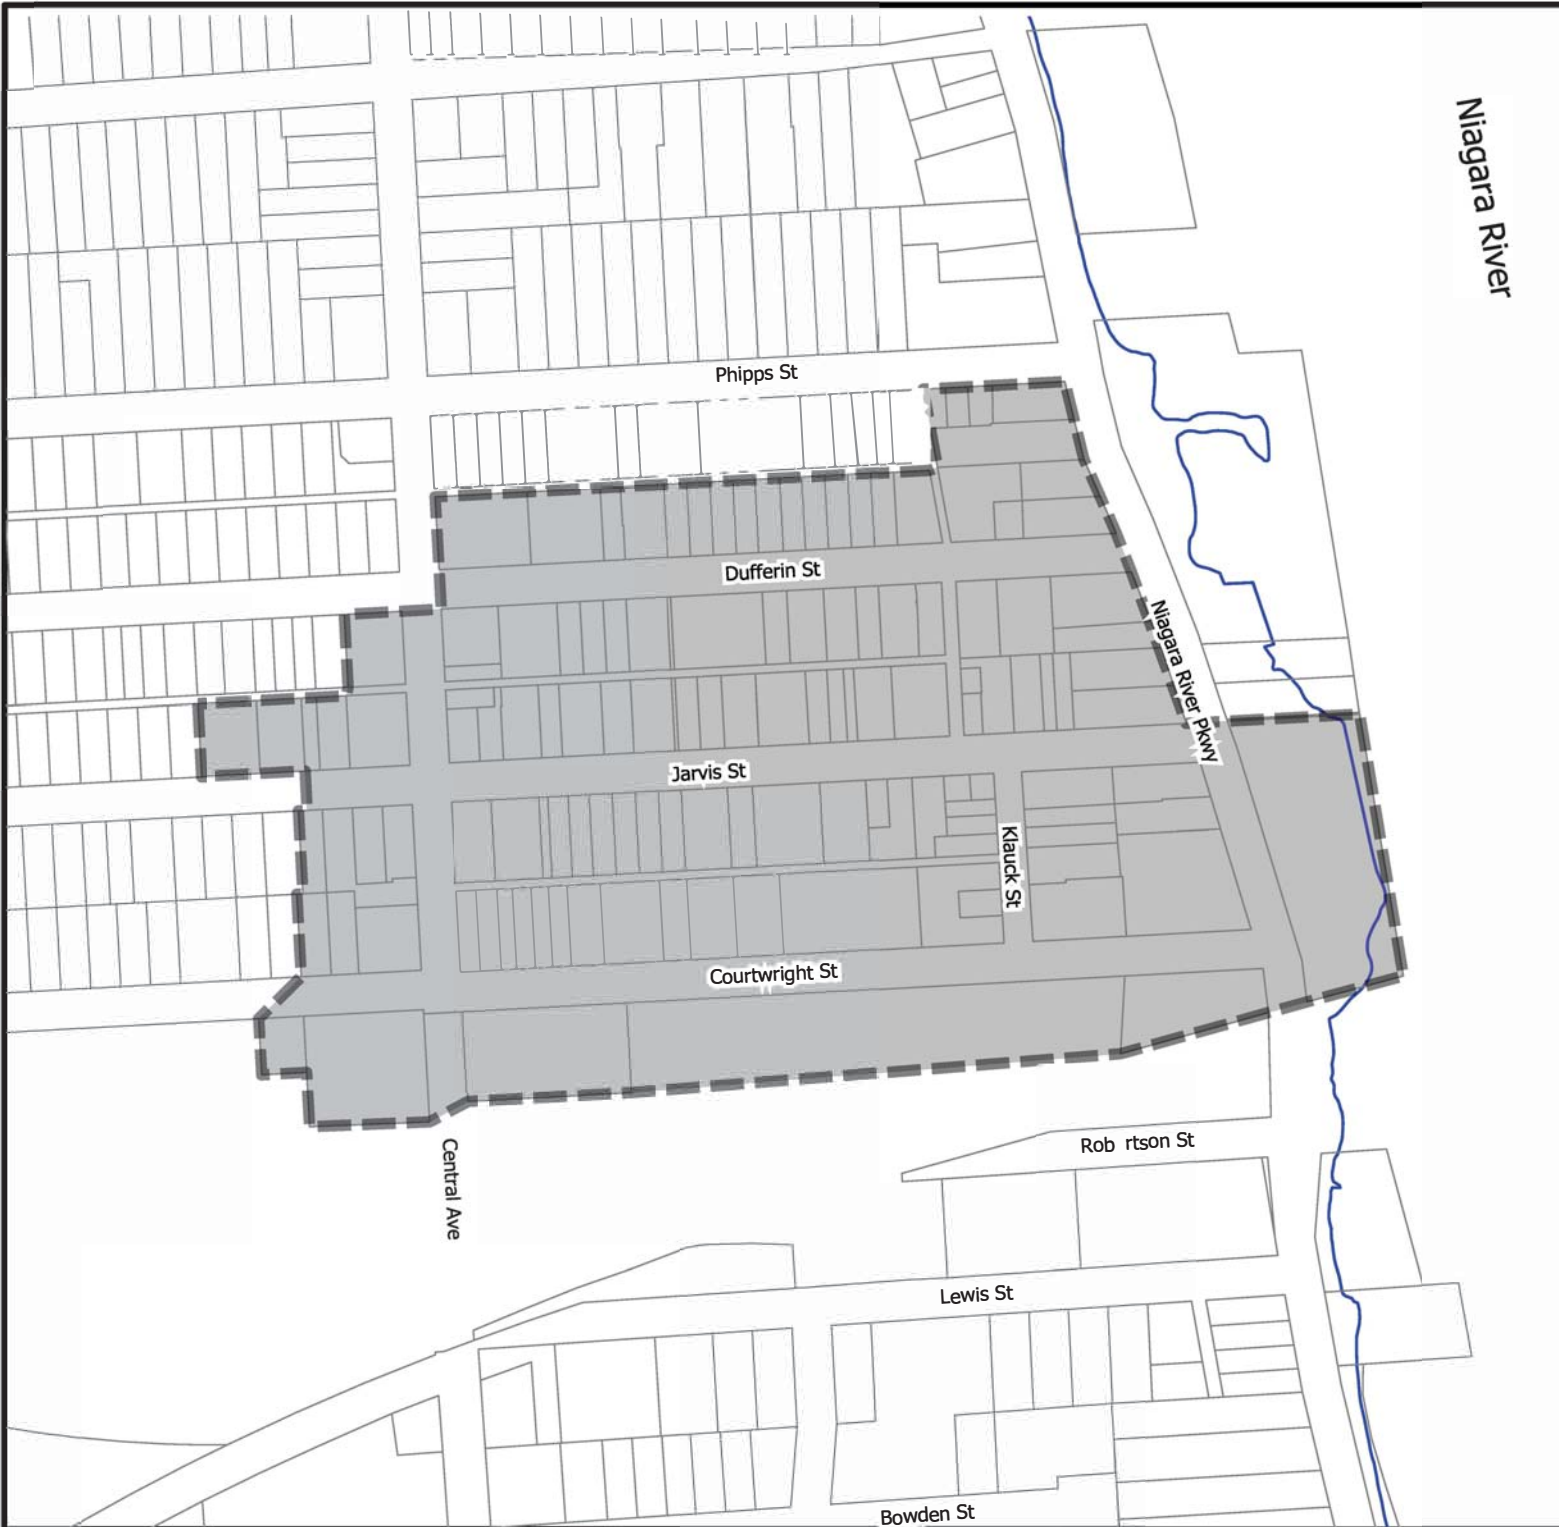 Niagara River
Phipps St
Dufferin St
Niagara River Pkwy
Jarvis St
Klauck St
Courtwright St
Central Ave
Rob rtson St
Lewis St
Bowden St